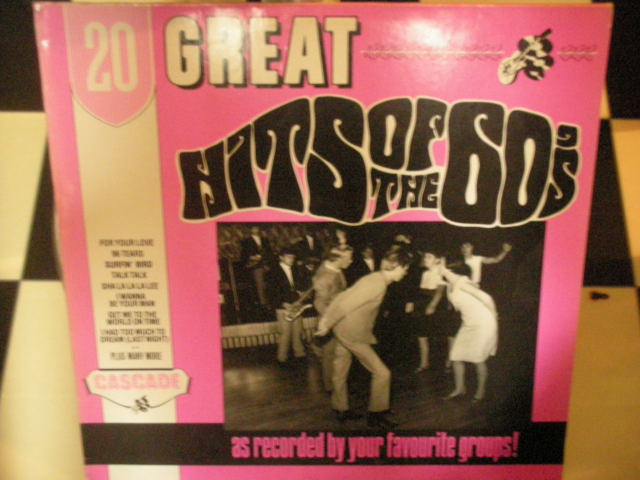 20
GREAT
HITS OF THE 60's
FOR YOUR LOVE
96 TEARS
SURFIN' BIRD
TALK TALK
SHA LA LA LA LEE
I WANNA
BE YOUR MAN
GET ME TO THE
WORLD ON TIME
I HAD TOO MUCH TO
DREAM (LAST NIGHT)
PLUS MANY MORE
CASCADE
as recorded by your favourite groups!